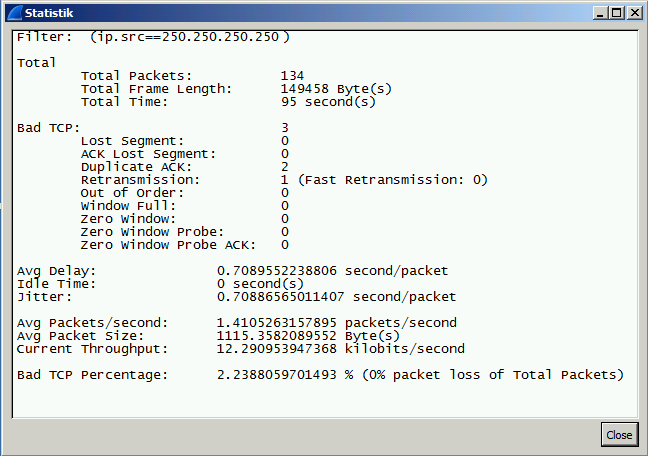 Statistik
Filter:  (ip.src==250.250.250.250)
Total
Total Packets: 134
Total Frame Length: 149458 Byte(s)
Total Time: 95 second(s)
Bad TCP: 3
Lost Segment: 0
ACK Lost Segment: 0
Duplicate ACK: 2
Retransmission: 1 (Fast Retransmission: 0)
Out of Order: 0
Window Full: 0
Zero Window: 0
Zero Window Probe: 0
Zero Window Probe ACK: 0
Avg Delay: 0.7089552238806 second/packet
Idle Time: 0 second(s)
Jitter: 0.70886565011407 second/packet
Avg Packets/second: 1.4105263157895 packets/second
Avg Packet Size: 1115.3582089552 Byte(s)
Current Throughput: 12.290953947368 kilobits/second
Bad TCP Percentage: 2.2388059701493 % (0% packet loss of Total Packets)
Close